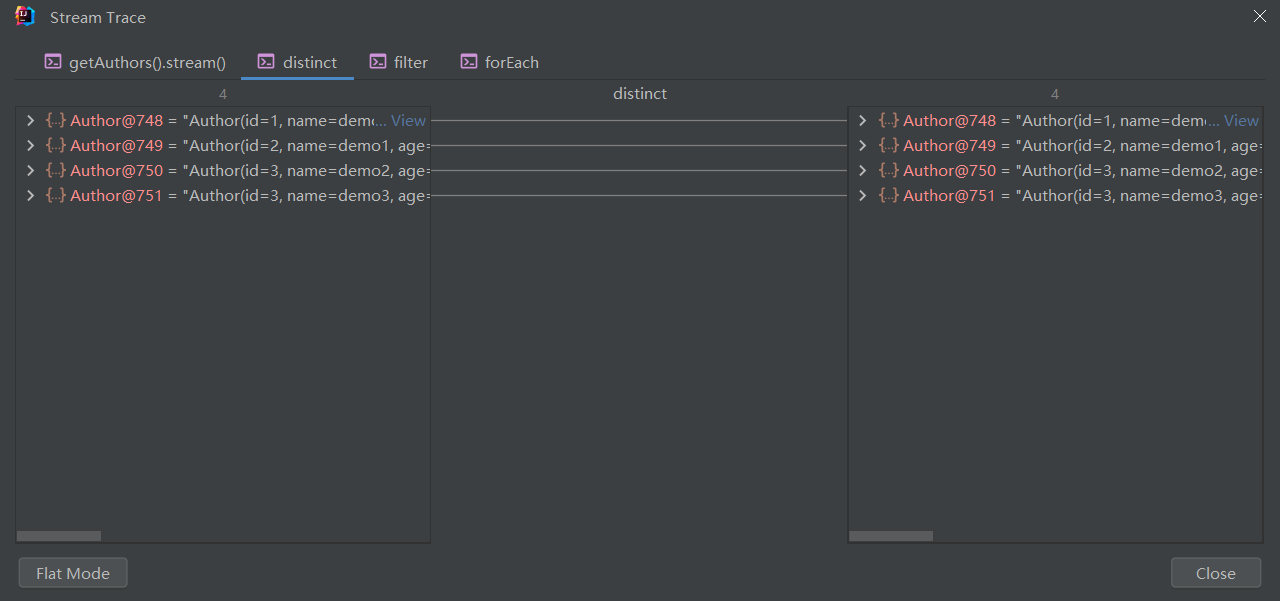 Stream Trace
getAuthors().stream() distinct filter forEach
4 distinct 4
{...} Author@748 = "Author(id=1, name=dem... View
{...} Author@749 = "Author(id=2, name=demo1, age=
{...} Author@750 = "Author(id=3, name=demo2, age=
{...} Author@751 = "Author(id=3, name=demo3, age=
{...} Author@748 = "Author(id=1, name=dem... View
{...} Author@749 = "Author(id=2, name=demo1, age=
{...} Author@750 = "Author(id=3, name=demo2, age=
{...} Author@751 = "Author(id=3, name=demo3, age=
Flat Mode Close